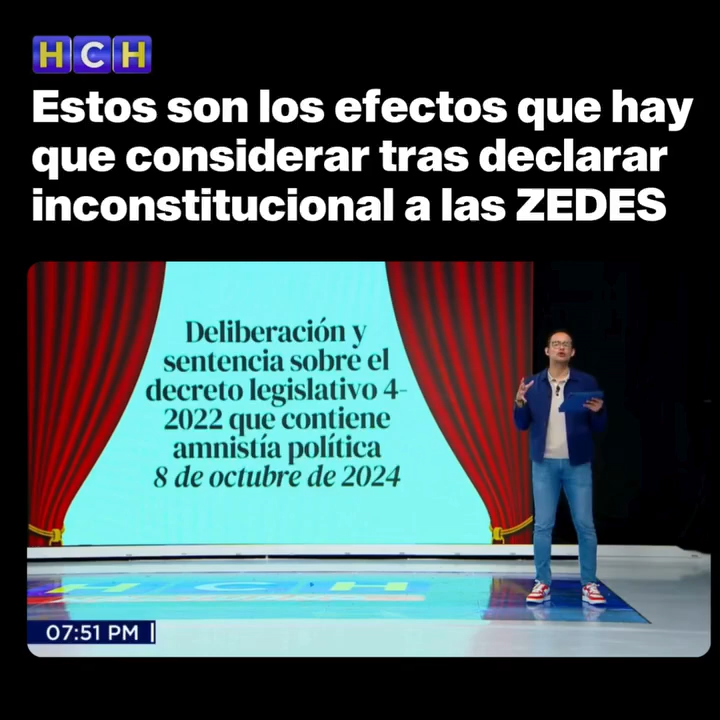 HCH
Estos son los efectos que hay
que considerar tras declarar
inconstitucional a las ZEDES
Deliberación y
sentencia sobre el
decreto legislativo 4-
2022 que contiene
amnistía política
8 de octubre de 2024
HCH
07:51 PM